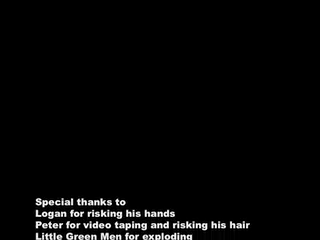 Special thanks to
Logan for risking his hands
Peter for video taping and risking his hair
Little Green Men for exploding